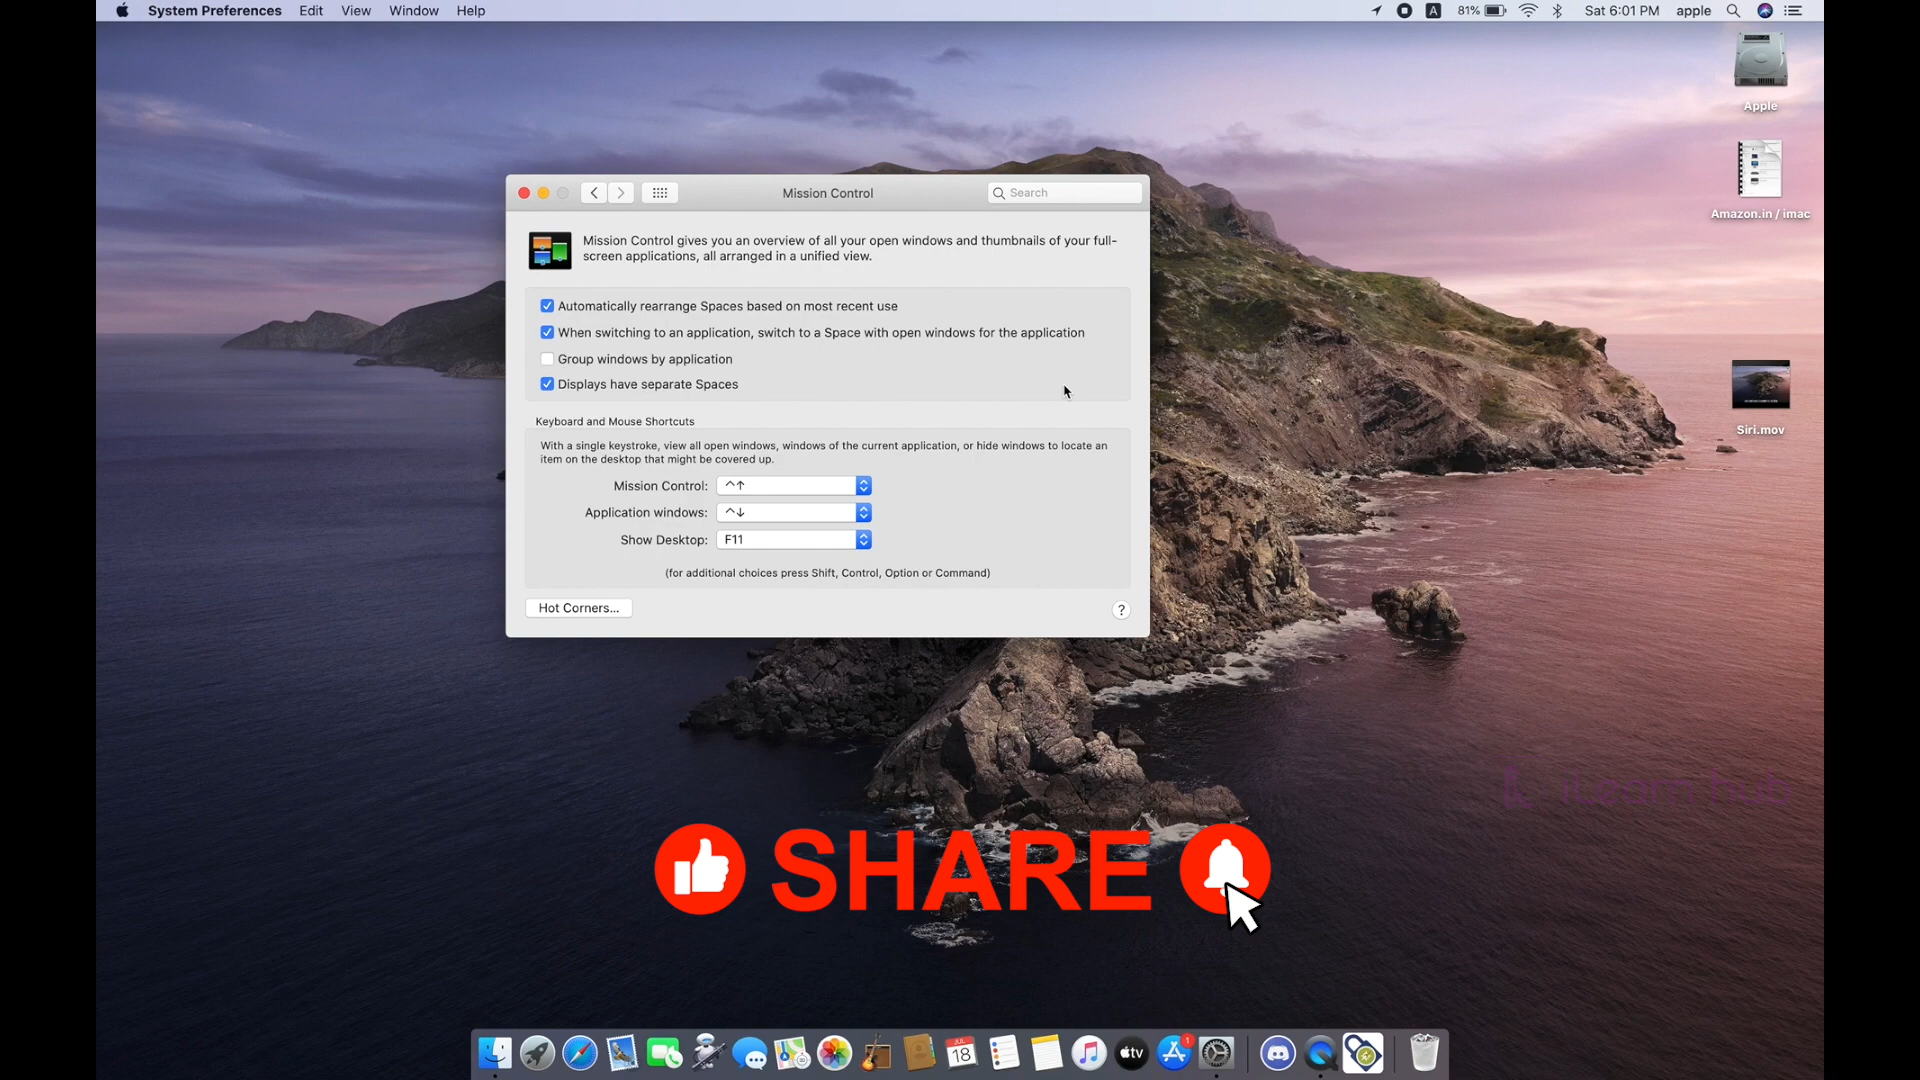 System Preferences Edit View Window Help
A 81% Sat 6:01 PM apple
Apple
Mission Control
Search
Amazon.in / imac
Mission Control gives you an overview of all your open windows and thumbnails of your full-
screen applications, all arranged in a unified view.
Automatically rearrange Spaces based on most recent use
When switching to an application, switch to a Space with open windows for the application
Group windows by application
Displays have separate Spaces
Siri.mov
Keyboard and Mouse Shortcuts
With a single keystroke, view all open windows, windows of the current application, or hide windows to locate an
item on the desktop that might be covered up.
Mission Control: ^↑
Application windows: ^↓
Show Desktop: F11
(for additional choices press Shift, Control, Option or Command)
Hot Corners...
?
iLearn hub
SHARE
JUL
18
tv
1